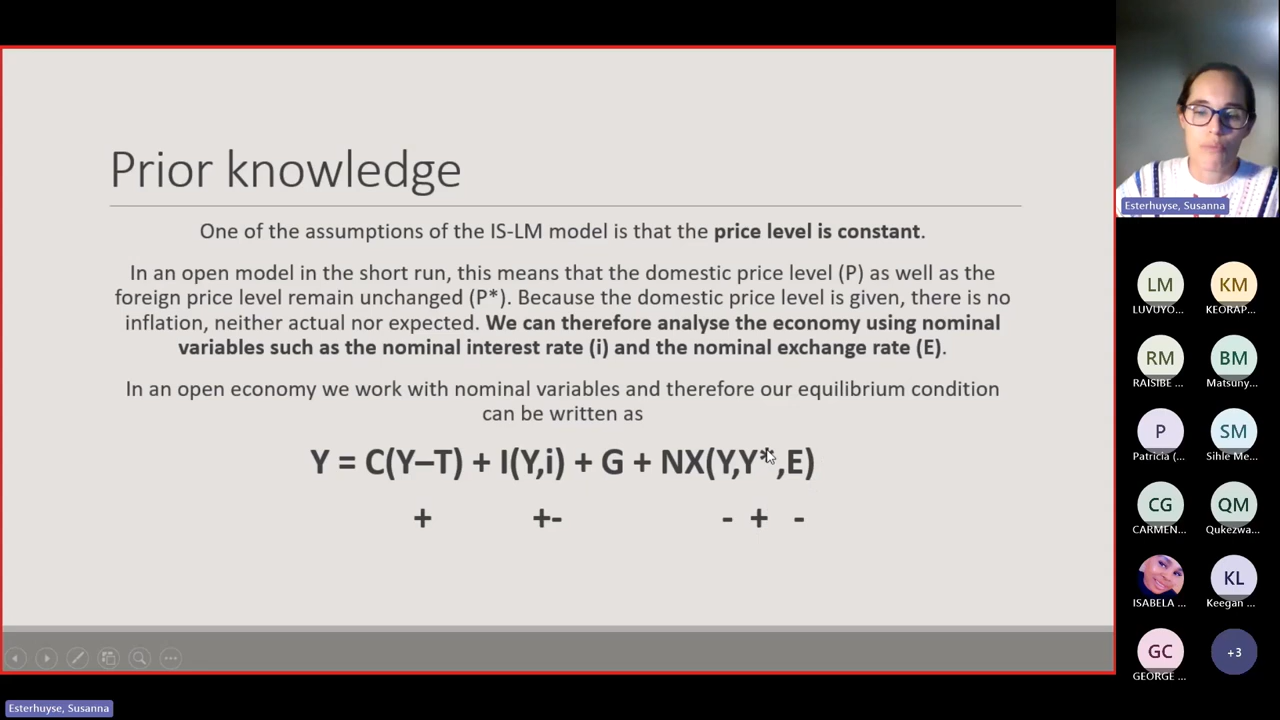 Prior knowledge
One of the assumptions of the IS-LM model is that the price level is constant.
In an open model in the short run, this means that the domestic price level (P) as well as the
foreign price level remain unchanged (P*). Because the domestic price level is given, there is no
inflation, neither actual nor expected. We can therefore analyse the economy using nominal
variables such as the nominal interest rate (i) and the nominal exchange rate (E).
In an open economy we work with nominal variables and therefore our equilibrium condition
can be written as
Y = C(Y–T) + I(Y,i) + G + NX(Y,Y*,E)
+ +- - + -
Esterhuyse, Susanna
LM KM
LUVUYO... KEORAP...
RM BM
RAISIBE ... Matsuny...
P SM
Patricia (... Sihle Me...
CG QM
CARMEN... Qukezwa...
KL
ISABELA ... Keegan ...
GC +3
GEORGE ...
Esterhuyse, Susanna